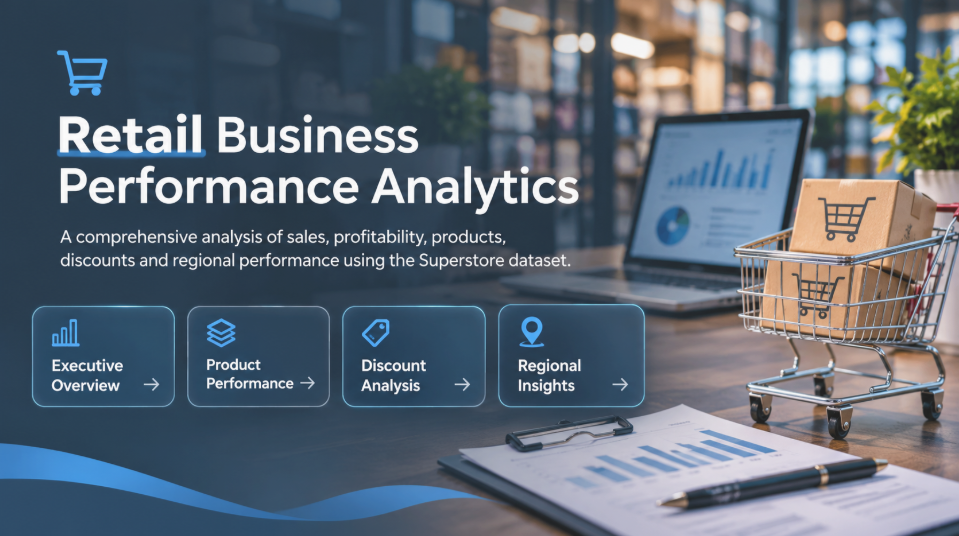 Retail Business
Performance Analytics
A comprehensive analysis of sales, profitability, products,
discounts and regional performance using the Superstore dataset.
Executive
Overview
Product
Performance
Discount
Analysis
Regional
Insights